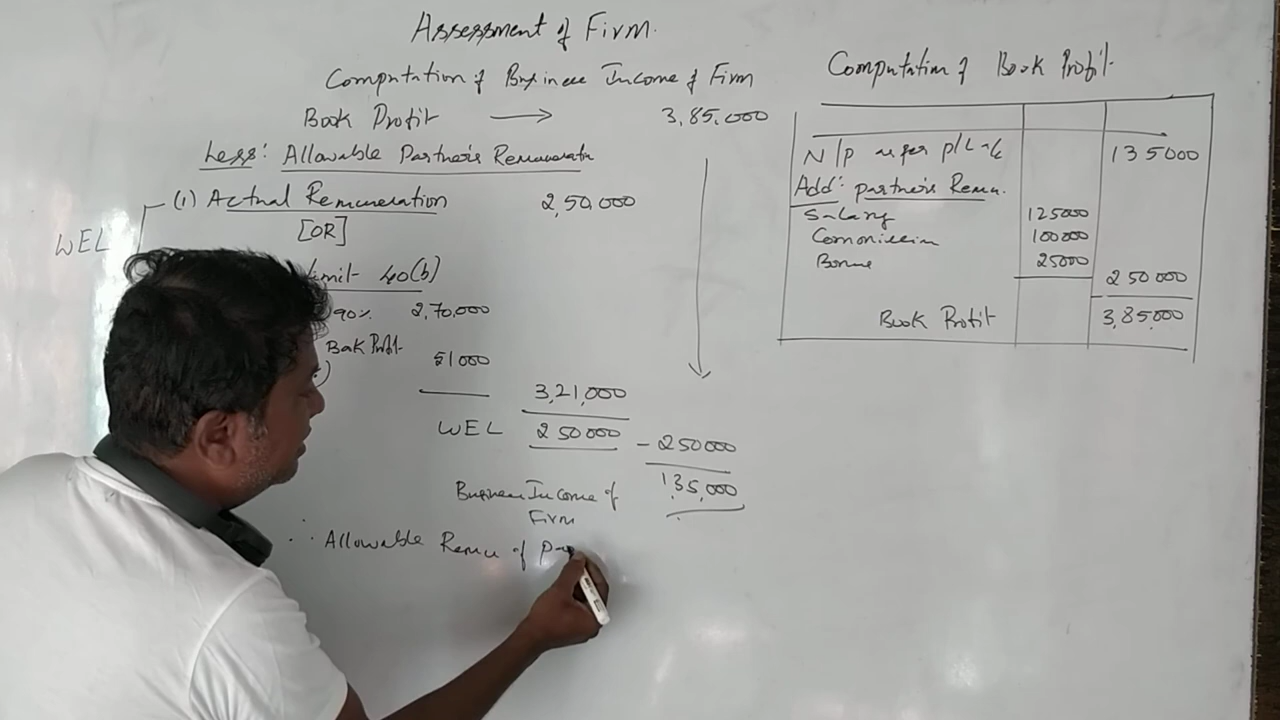 Assessment of Firm.
Computation of Business Income of Firm
Book Profit → 3,85,000
Less: Allowable Partner's Remuneratn
(1) Actual Remuneration 2,50,000
[OR]
WEL
limit 40(b)
90% 2,70,000
Book Profit 51000
)
3,21,000
WEL 250000 - 250000
135,000
Business Income of
Firm
∴ Allowable Remu of Pa
Computation of Book Profit
N/P as per P/L a/c 135000
Add: partner's Remu.
Salary 125000
Commission 100000
Bonus 25000
250000
Book Profit 3,85,000